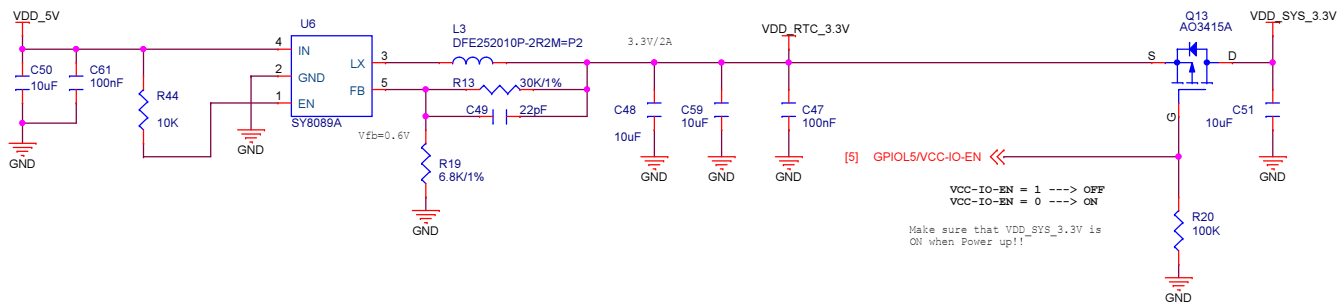 VDD_5V
U6
L3
DFE252010P-2R2M=P2
3.3V/2A
VDD_RTC_3.3V
Q13
AO3415A
VDD_SYS_3.3V
4
IN
LX
3
S
D
C50
10uF
C61
100nF
2
GND
FB
5
R13
30K/1%
R44
10K
1
EN
SY8089A
C49
22pF
C48
10uF
C59
10uF
C47
100nF
G
C51
10uF
Vfb=0.6V
GND
GND
R19
6.8K/1%
GND
GND
GND
GND
GND
[5]
GPIOL5/VCC-IO-EN
VCC-IO-EN = 1 ---> OFF
VCC-IO-EN = 0 ---> ON
Make sure that VDD_SYS_3.3V is
ON when Power up!!
R20
100K
GND